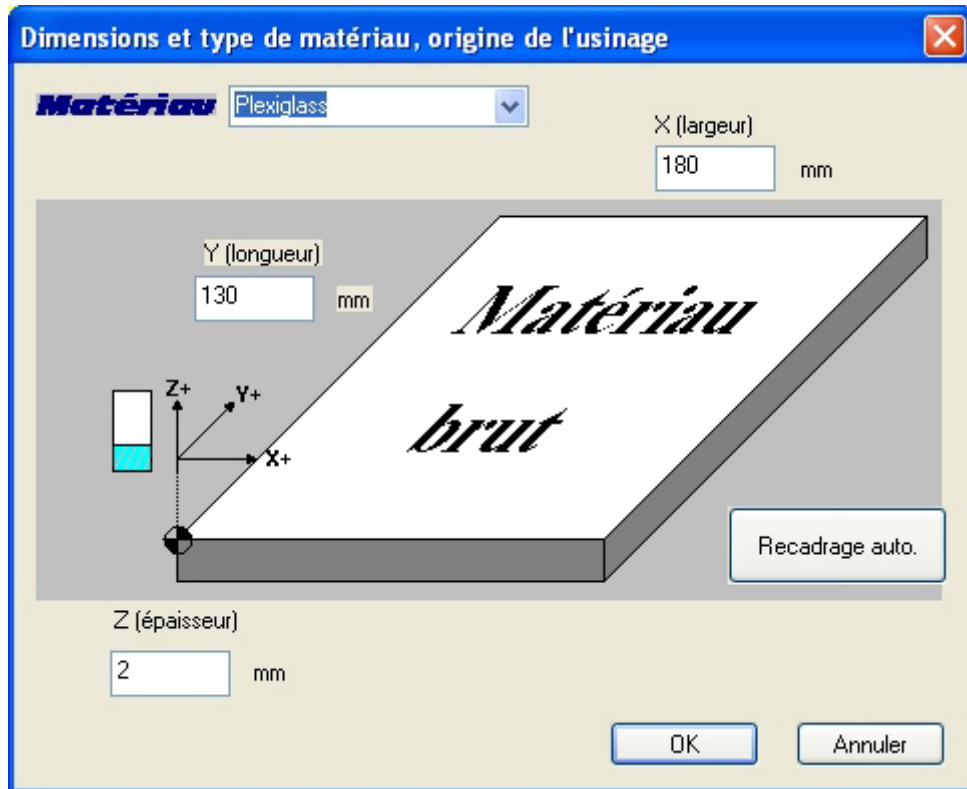 Dimensions et type de matériau, origine de l'usinage
Matériau Plexiglass
X (largeur)
180 mm
Y (longueur)
130 mm
Matériau
brut
Z+
Y+
X+
Recadrage auto.
Z (épaisseur)
2 mm
OK Annuler